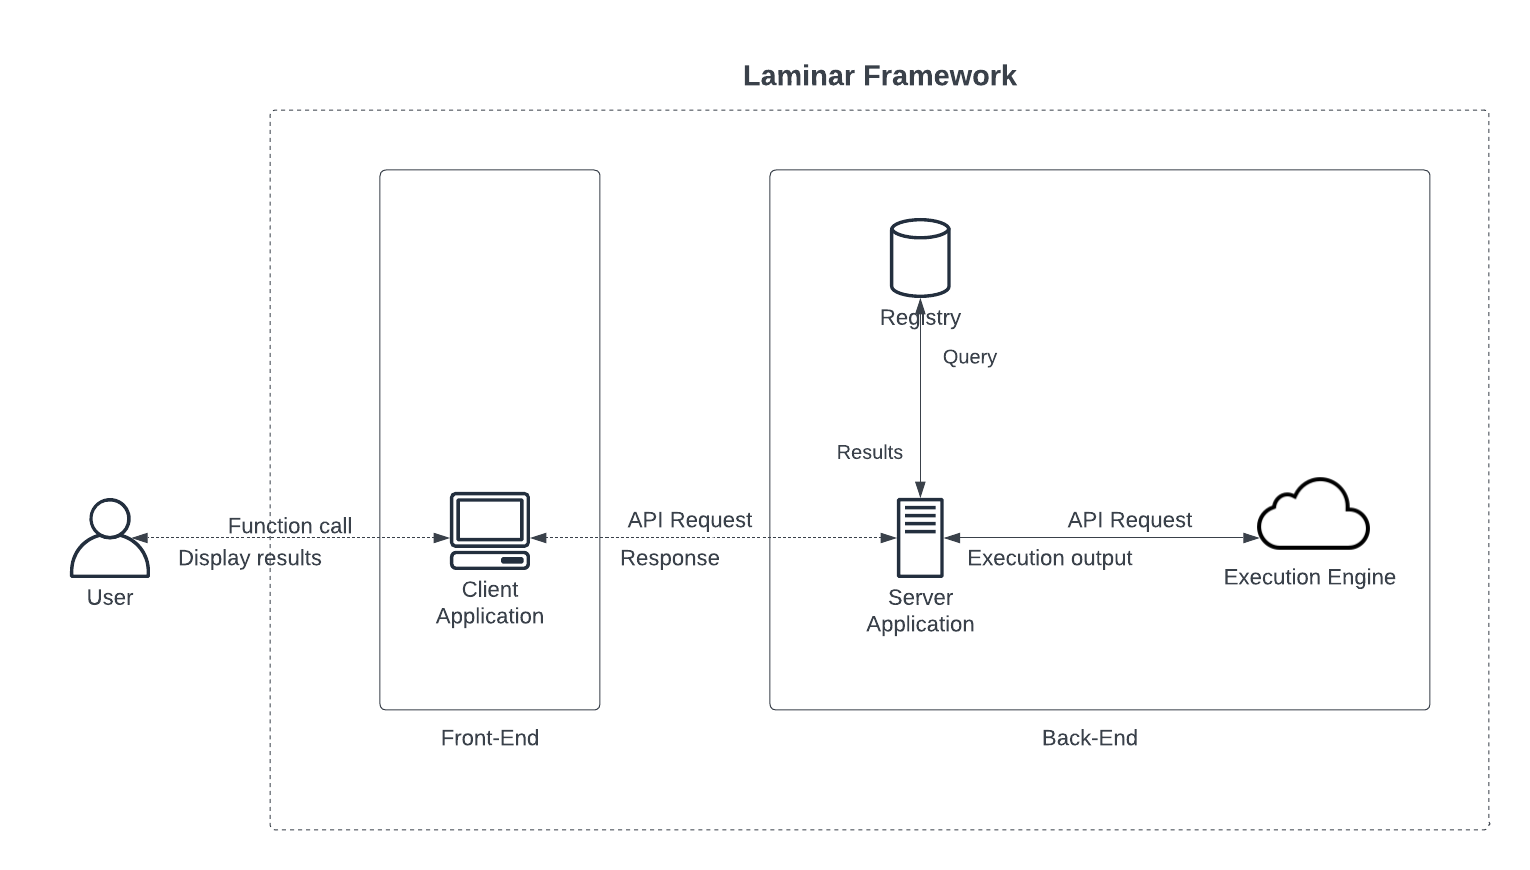 Laminar Framework
Registry
Query
Results
Function call
Display results
User
Client
Application
API Request
Response
Server
Application
API Request
Execution output
Execution Engine
Front-End
Back-End